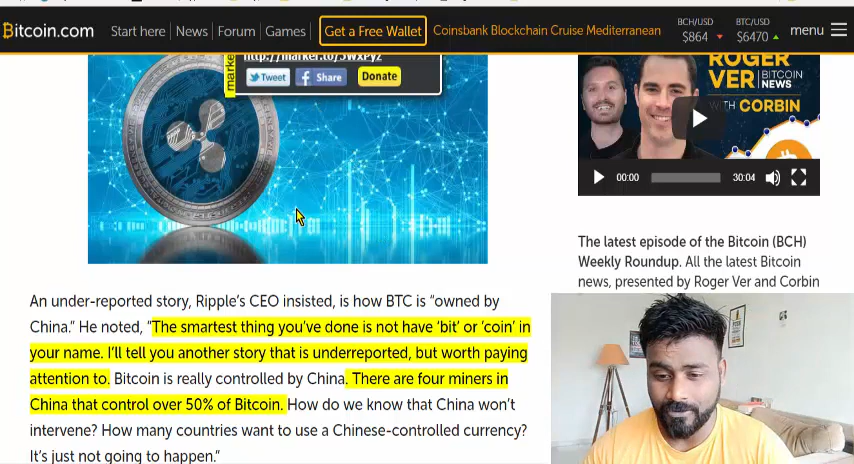 Bitcoin.com
Start here | News | Forum | Games | Get a Free Wallet
Coinsbank Blockchain Cruise Mediterranean
BCH/USD
$864
BTC/USD
$6470
menu
Tweet
Share
Donate
ROGER
VER | BITCOIN
NEWS
WITH CORBIN
00:00
30:04
The latest episode of the Bitcoin (BCH)
Weekly Roundup. All the latest Bitcoin
news, presented by Roger Ver and Corbin
An under-reported story, Ripple’s CEO insisted, is how BTC is “owned by
China.” He noted, “The smartest thing you’ve done is not have ‘bit’ or ‘coin’ in
your name. I’ll tell you another story that is underreported, but worth paying
attention to. Bitcoin is really controlled by China. There are four miners in
China that control over 50% of Bitcoin. How do we know that China won’t
intervene? How many countries want to use a Chinese-controlled currency?
It’s just not going to happen.”